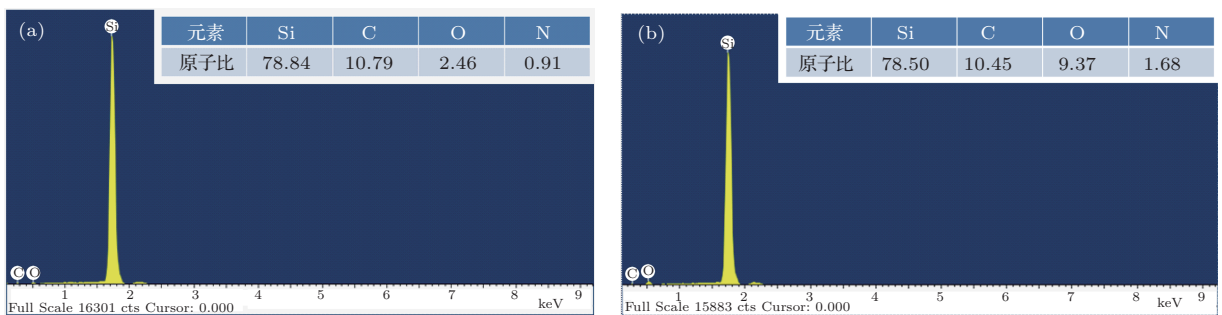 (a)
元素 Si C O N
原子比 78.84 10.79 2.46 0.91
Si
C O
1 2 3 4 5 6 7 8 9
Full Scale 16301 cts Cursor: 0.000 keV
(b)
元素 Si C O N
原子比 78.50 10.45 9.37 1.68
Si
C O
1 2 3 4 5 6 7 8 9
Full Scale 15883 cts Cursor: 0.000 keV